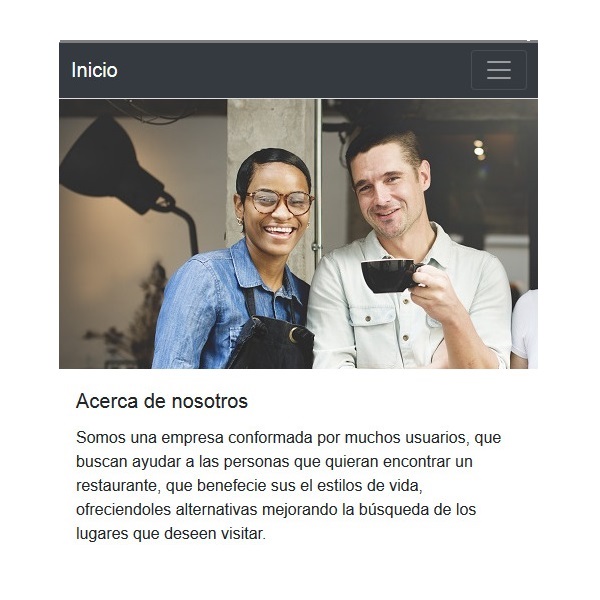 Inicio
Acerca de nosotros
Somos una empresa conformada por muchos usuarios, que
buscan ayudar a las personas que quieran encontrar un
restaurante, que benefecie sus el estilos de vida,
ofreciendoles alternativas mejorando la búsqueda de los
lugares que deseen visitar.